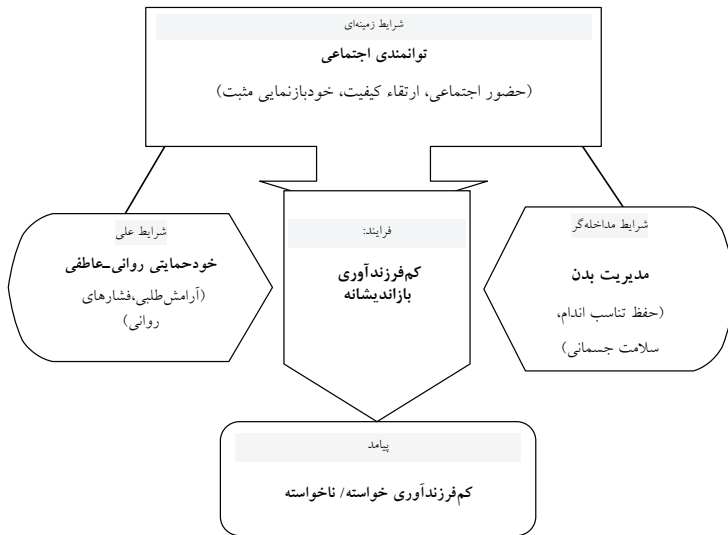 شرایط زمینه‌ای
توانمندی اجتماعی
(حضور اجتماعی، ارتقاء کیفیت، خودبازنمایی مثبت)
شرایط مداخله‌گر
مدیریت بدن
(حفظ تناسب اندام،
سلامت جسمانی)
فرایند:
کم‌فرزندآوری
بازاندیشانه
شرایط علی
خودحمایتی روانی-عاطفی
(آرامش‌طلبی،فشارهای
روانی)
پیامد
کم‌فرزندآوری خواسته/ ناخواسته